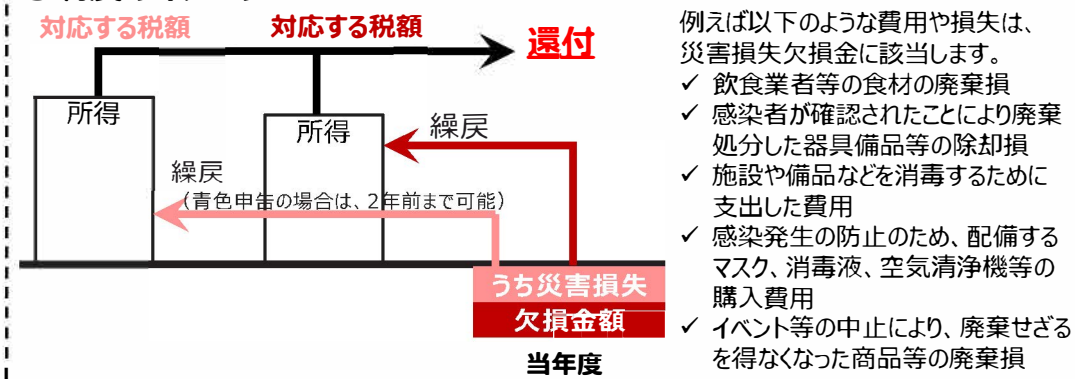 対応する税額
対応する税額
還付
所得
所得
繰戻
繰戻
（青色申告の場合は、2年前まで可能）
うち災害損失
欠損金額
当年度
例えば以下のような費用や損失は、
災害損失欠損金に該当します。
✓ 飲食業者等の食材の廃棄損
✓ 感染者が確認されたことにより廃棄
処分した器具備品等の除却損
✓ 施設や備品などを消毒するために
支出した費用
✓ 感染発生の防止のため、配備する
マスク、消毒液、空気清浄機等の
購入費用
✓ イベント等の中止により、廃棄せざる
を得なくなった商品等の廃棄損